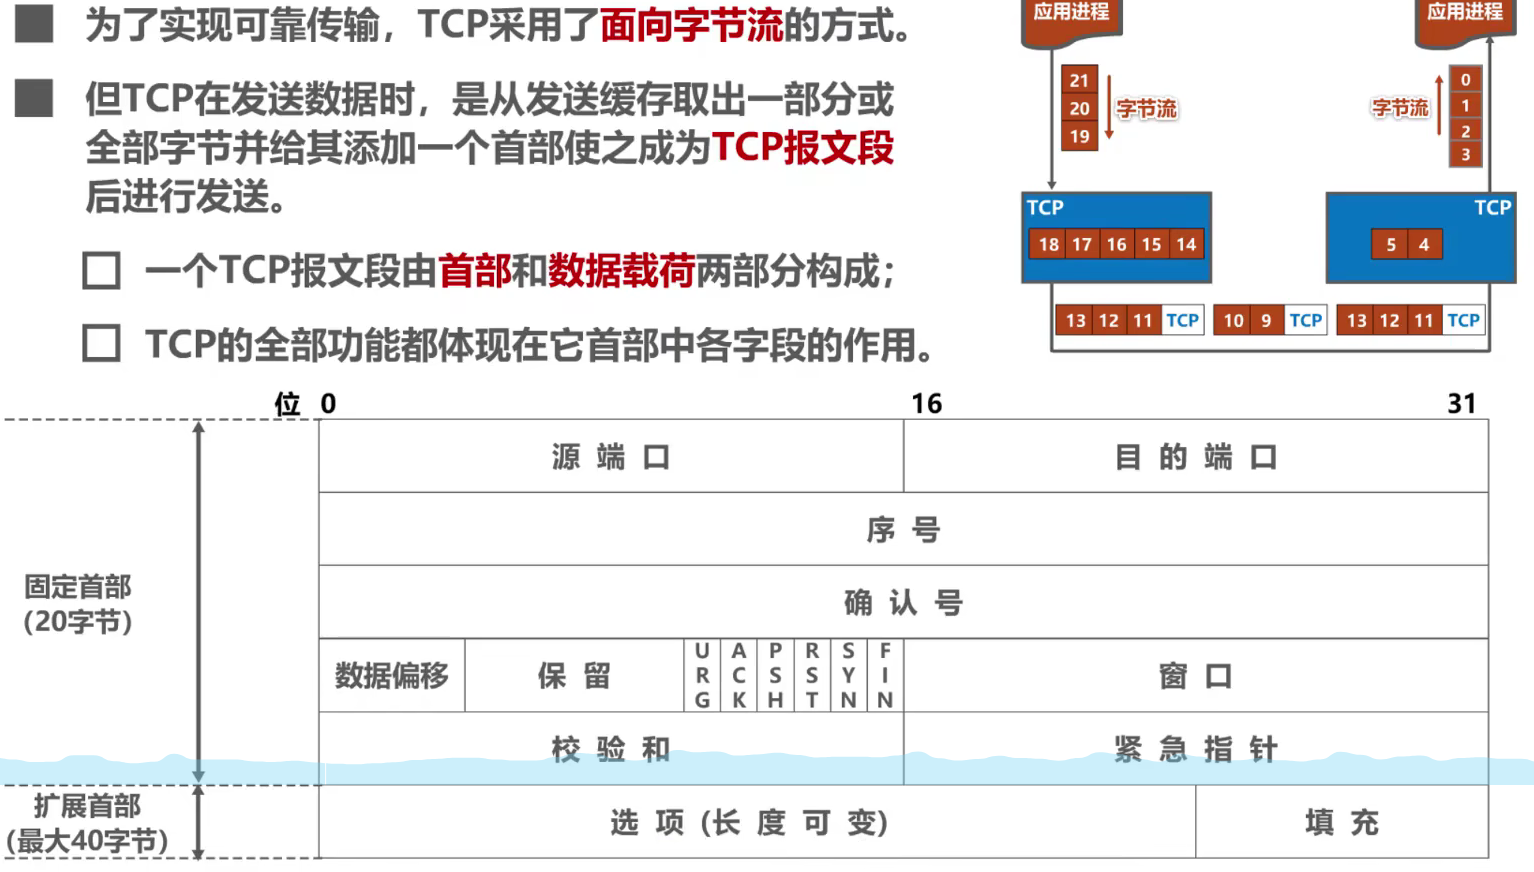 为了实现可靠传输，TCP采用了面向字节流的方式。
但TCP在发送数据时，是从发送缓存取出一部分或
全部字节并给其添加一个首部使之成为TCP报文段
后进行发送。
一个TCP报文段由首部和数据载荷两部分构成；
TCP的全部功能都体现在它首部中各字段的作用。
应用进程
应用进程
21
20
19
字节流
字节流
0
1
2
3
TCP
18 17 16 15 14
TCP
5 4
13 12 11 TCP
10 9 TCP
13 12 11 TCP
位 0 16 31
源端口 目的端口
序号
确认号
固定首部
(20字节)
数据偏移 保留 URG ACK PSH RST SYN FIN 窗口
校验和 紧急指针
扩展首部
(最大40字节)
选项 (长度可变) 填充